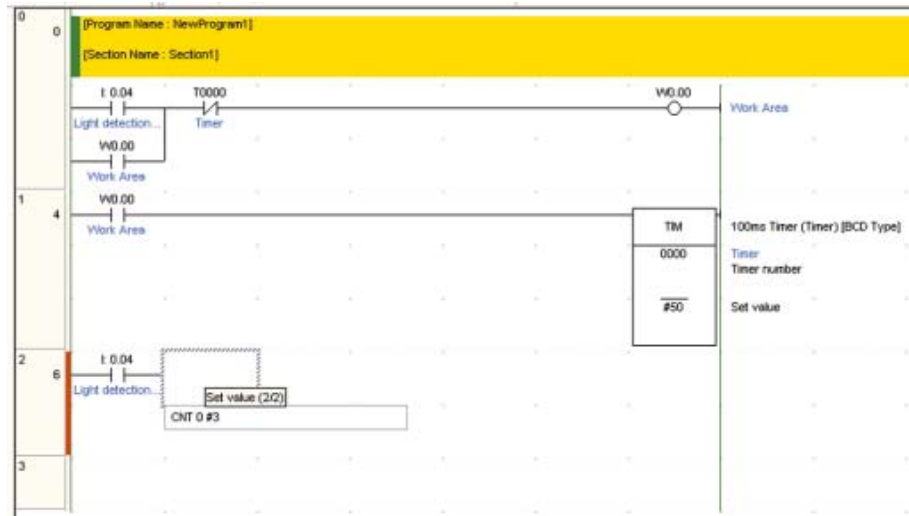 0
0
[Program Name : NewProgram1]
[Section Name : Section1]
I: 0.04
T0000
W0.00
Light detection...
Timer
Work Area
W0.00
Work Area
1
4
W0.00
Work Area
TIM
100ms Timer (Timer) [BCD Type]
0000
Timer
Timer number
#50
Set value
2
6
I: 0.04
Light detection...
Set value (2/2)
CNT 0 #3
3